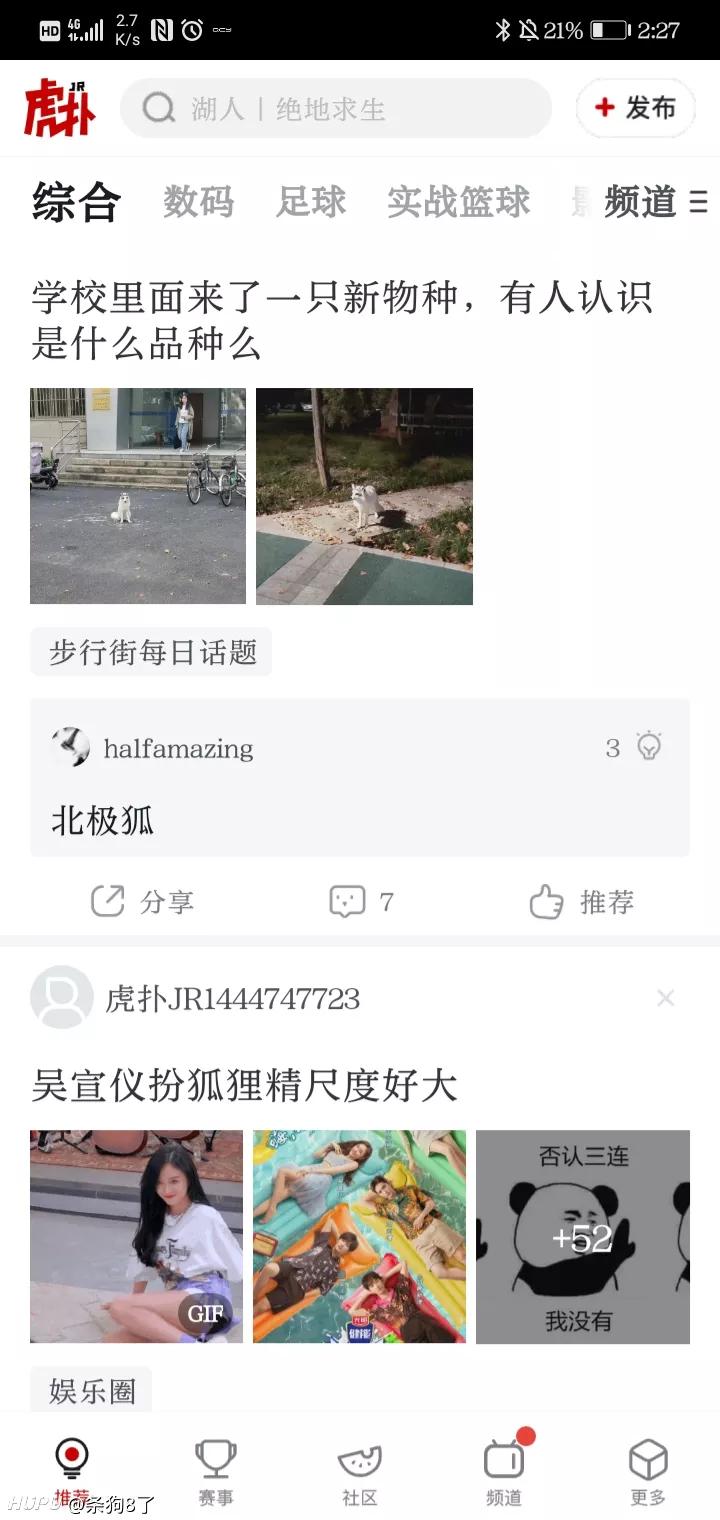 HD 4G 2.7 K/s 21% 2:27
虎扑 JR 湖人丨绝地求生 + 发布
综合 数码 足球 实战篮球 频道
学校里面来了一只新物种，有人认识
是什么品种么
步行街每日话题
halfamazing 3
北极狐
分享 7 推荐
虎扑JR1444747723
吴宣仪扮狐狸精尺度好大
否认三连
+52
GIF
我没有
娱乐圈
推荐 赛事 社区 频道 更多
HUPU @条狗8了